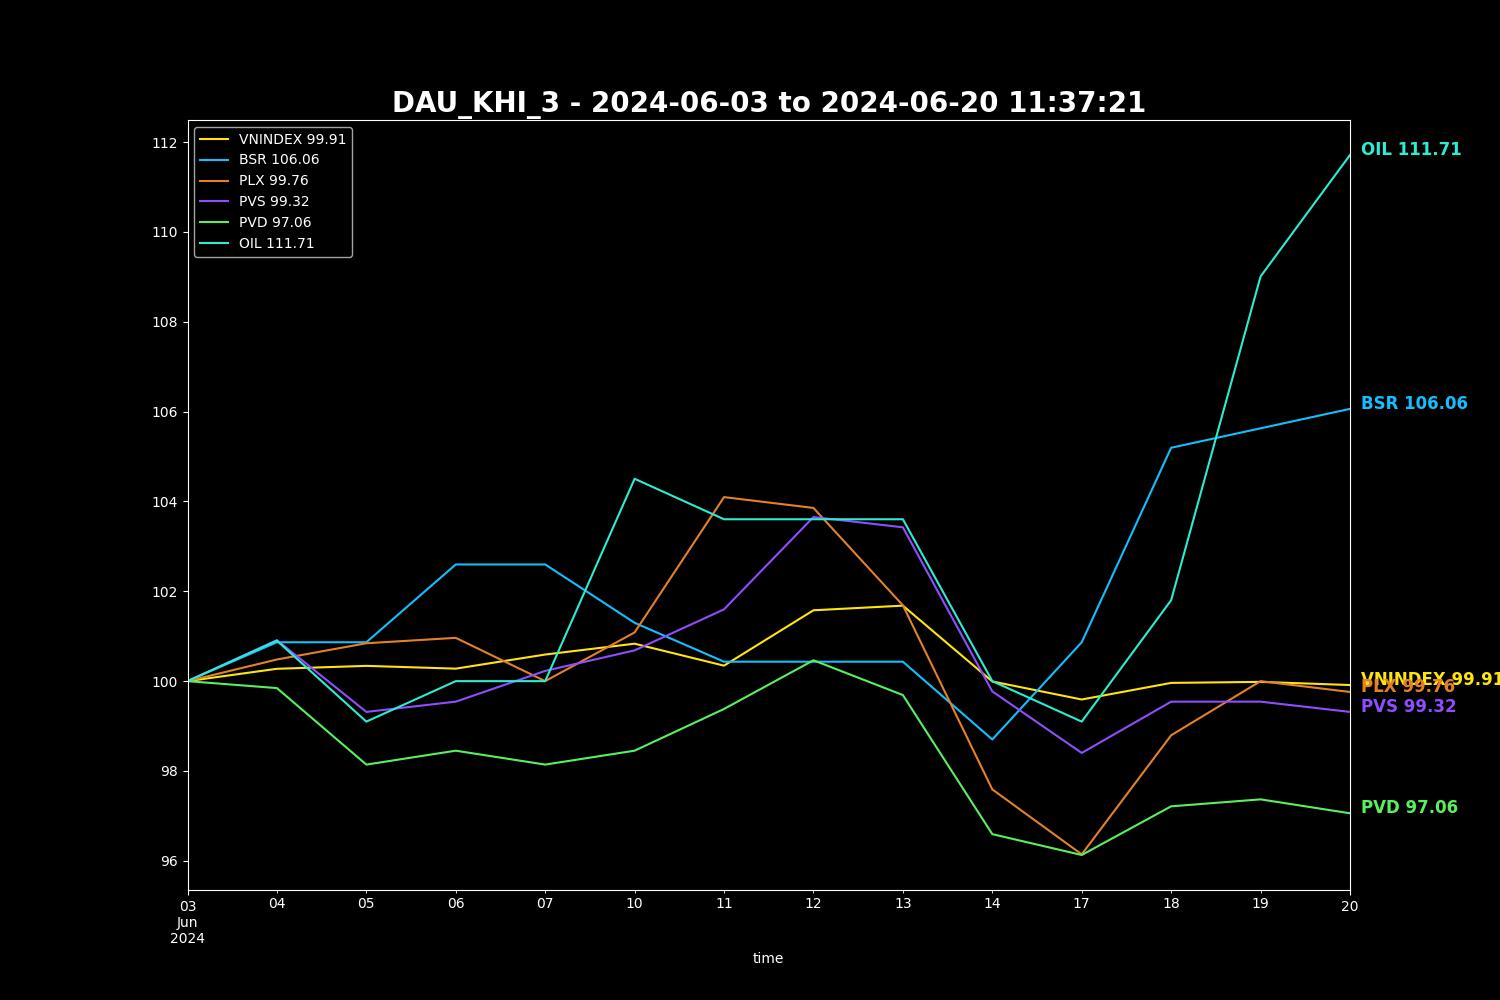 DAU_KHI_3 - 2024-06-03 to 2024-06-20 11:37:21
VNINDEX 99.91
BSR 106.06
PLX 99.76
PVS 99.32
PVD 97.06
OIL 111.71
112
110
108
106
104
102
100
98
96
OIL 111.71
BSR 106.06
VNINDEX 99.91
PLX 99.76
PVS 99.32
PVD 97.06
03 04 05 06 07 10 11 12 13 14 17 18 19 20
Jun
2024
time